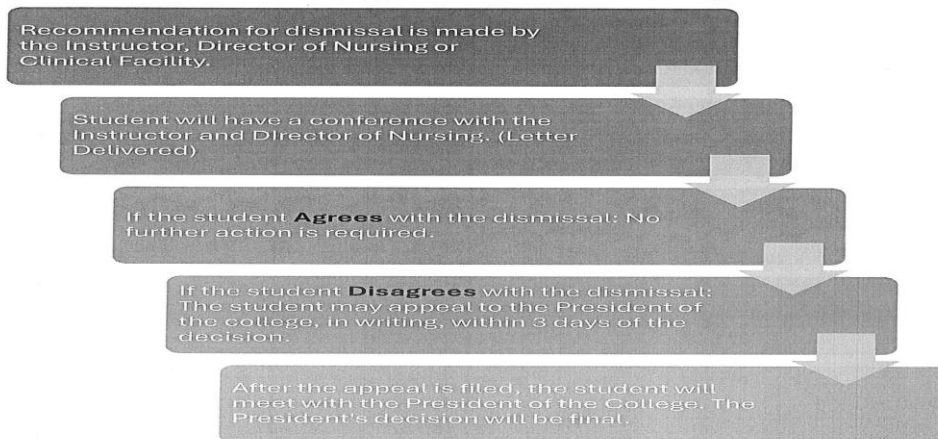 Recommendation for dismissal is made by
the Instructor, Director of Nursing or
Clinical Facility.
Student will have a conference with the
Instructor and Director of Nursing. (Letter
Delivered)
If the student Agrees with the dismissal: No
further action is required.
If the student Disagrees with the dismissal:
The student may appeal to the President of
the college, in writing, within 3 days of the
decision.
After the appeal is filed, the student will
meet with the President of the College. The
President's decision will be final.